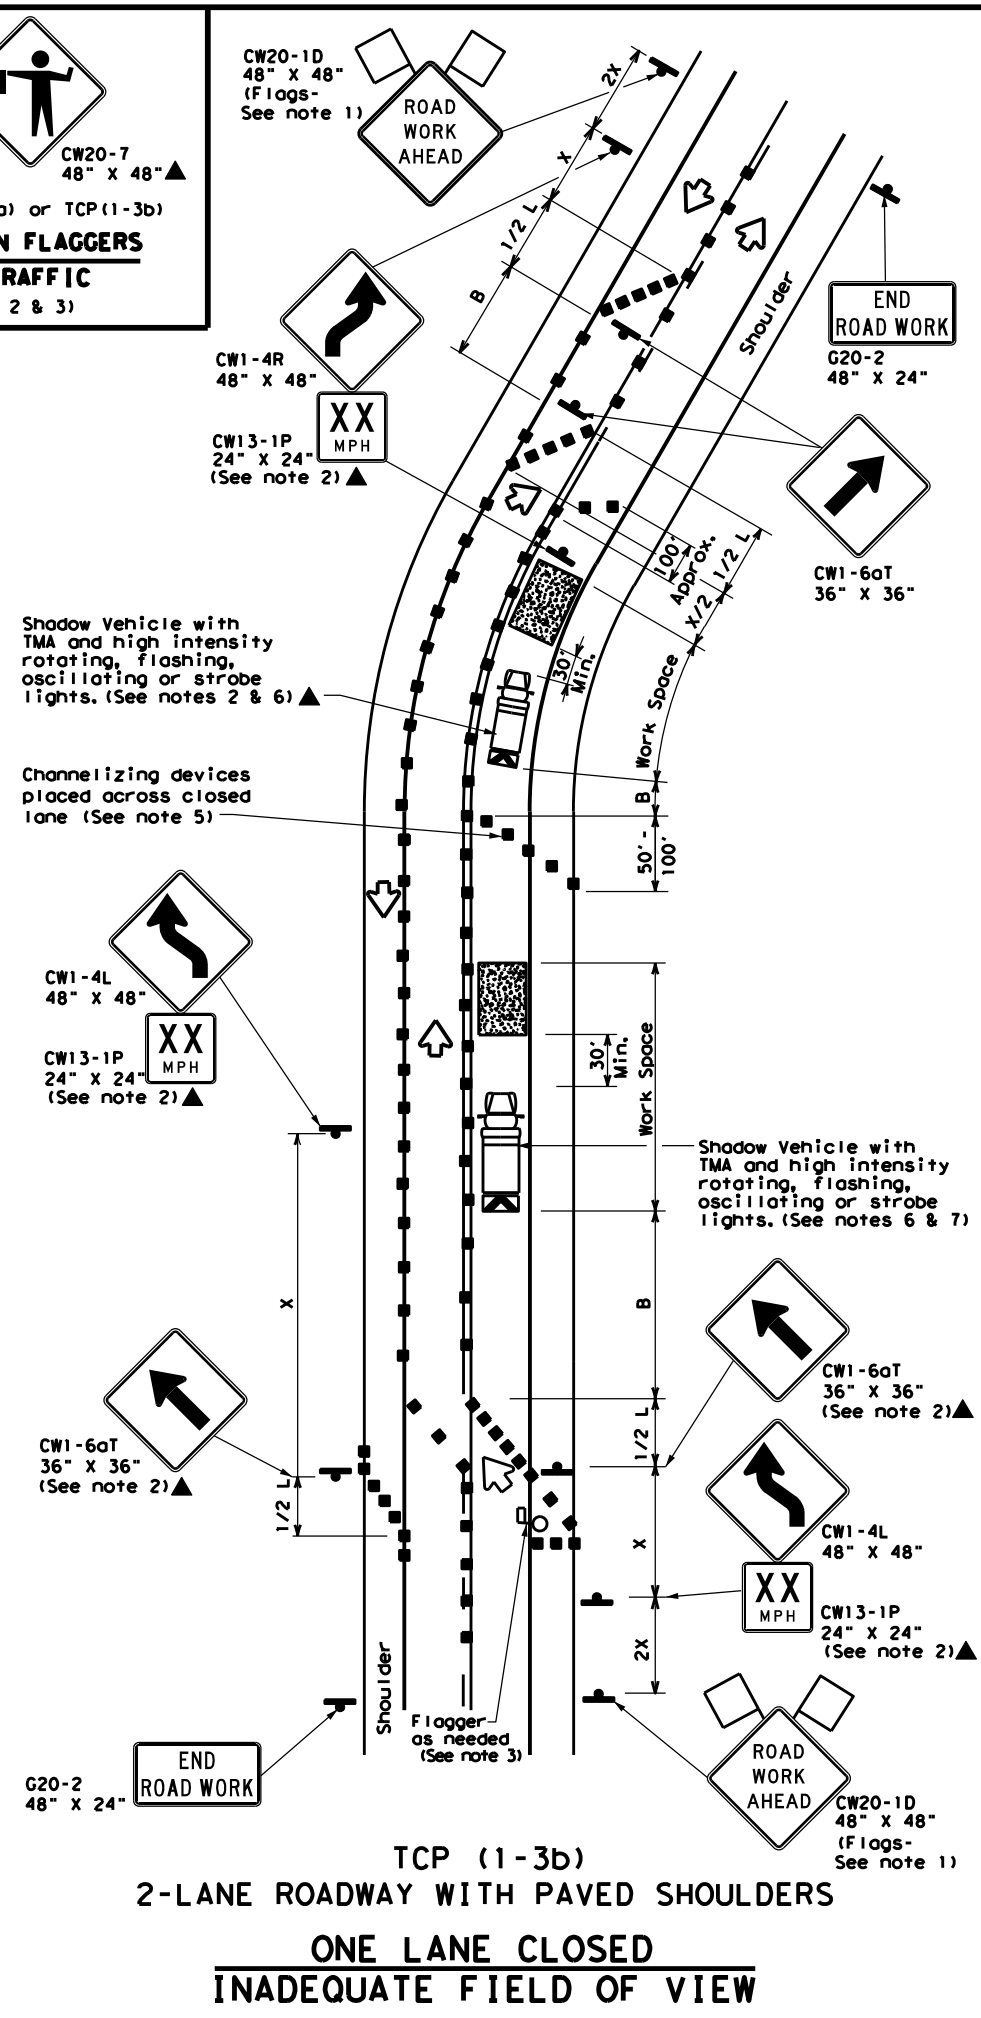 CW20-7
48" X 48"
a) or TCP(1-3b)
N FLAGGERS
RAFFIC
2 & 3)
CW20-1D
48" X 48"
(Flags-
See note 1)
ROAD
WORK
AHEAD
2X
X
1/2 L
B
CW1-4R
48" X 48"
XX
MPH
CW13-1P
24" X 24"
(See note 2)
Shoulder
END
ROAD WORK
G20-2
48" X 24"
CW1-6aT
36" X 36"
100'
Approx.
1/2 L
X/2
30'
Min.
Work Space
B
50' -
100'
Shadow Vehicle with
TMA and high intensity
rotating, flashing,
oscillating or strobe
lights. (See notes 2 & 6)
Channelizing devices
placed across closed
lane (See note 5)
CW1-4L
48" X 48"
XX
MPH
CW13-1P
24" X 24"
(See note 2)
30'
Min.
Work Space
Shadow Vehicle with
TMA and high intensity
rotating, flashing,
oscillating or strobe
lights. (See notes 6 & 7)
X
B
CW1-6aT
36" X 36"
(See note 2)
1/2 L
1/2 L
CW1-6aT
36" X 36"
(See note 2)
X
CW1-4L
48" X 48"
XX
MPH
CW13-1P
24" X 24"
(See note 2)
2X
Shoulder
Flagger
as needed
(See note 3)
END
ROAD WORK
G20-2
48" X 24"
ROAD
WORK
AHEAD
CW20-1D
48" X 48"
(Flags-
See note 1)
TCP (1-3b)
2-LANE ROADWAY WITH PAVED SHOULDERS
ONE LANE CLOSED
INADEQUATE FIELD OF VIEW